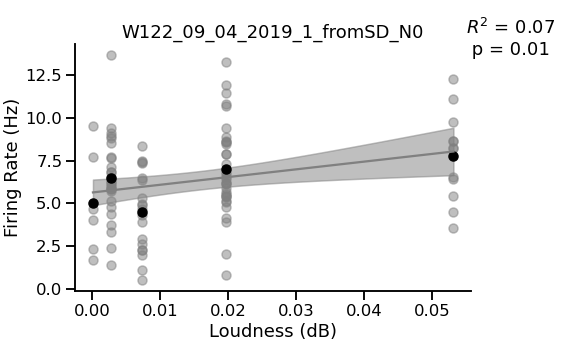 W122_09_04_2019_1_fromSD_N0
R² = 0.07
p = 0.01
Firing Rate (Hz)
12.5
10.0
7.5
5.0
2.5
0.0
0.00 0.01 0.02 0.03 0.04 0.05
Loudness (dB)